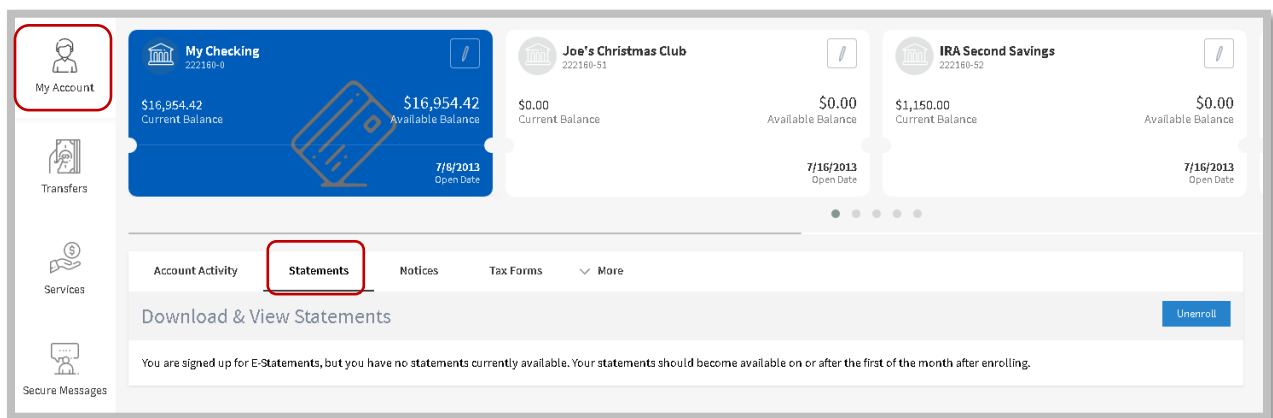 My Account
Transfers
Services
Secure Messages
My Checking
222160-0
$16,954.42
Current Balance
$16,954.42
Available Balance
7/8/2013
Open Date
Joe's Christmas Club
222160-51
$0.00
Current Balance
$0.00
Available Balance
7/16/2013
Open Date
IRA Second Savings
222160-52
$1,150.00
Current Balance
$0.00
Available Balance
7/16/2013
Open Date
Account Activity
Statements
Notices
Tax Forms
More
Download & View Statements
Unenroll
You are signed up for E-Statements, but you have no statements currently available. Your statements should become available on or after the first of the month after enrolling.